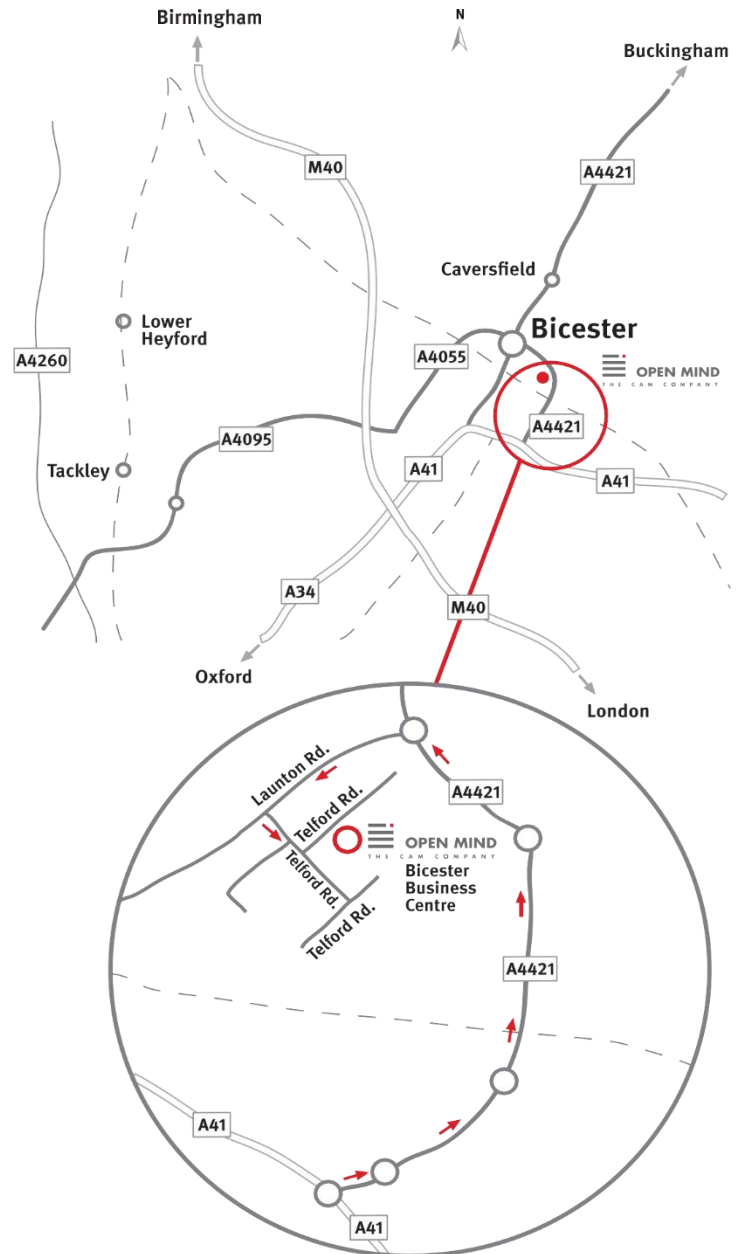 Birmingham
N
Buckingham
M40
A4421
Caversfield
Lower
Heyford
Bicester
A4260
A4055
OPEN MIND
THE CAM COMPANY
A4095
A4421
Tackley
A41
A41
A34
M40
Oxford
London
Launton Rd.
A4421
Telford Rd.
OPEN MIND
THE CAM COMPANY
Telford Rd.
Bicester
Business
Centre
Telford Rd.
A4421
A41
A41